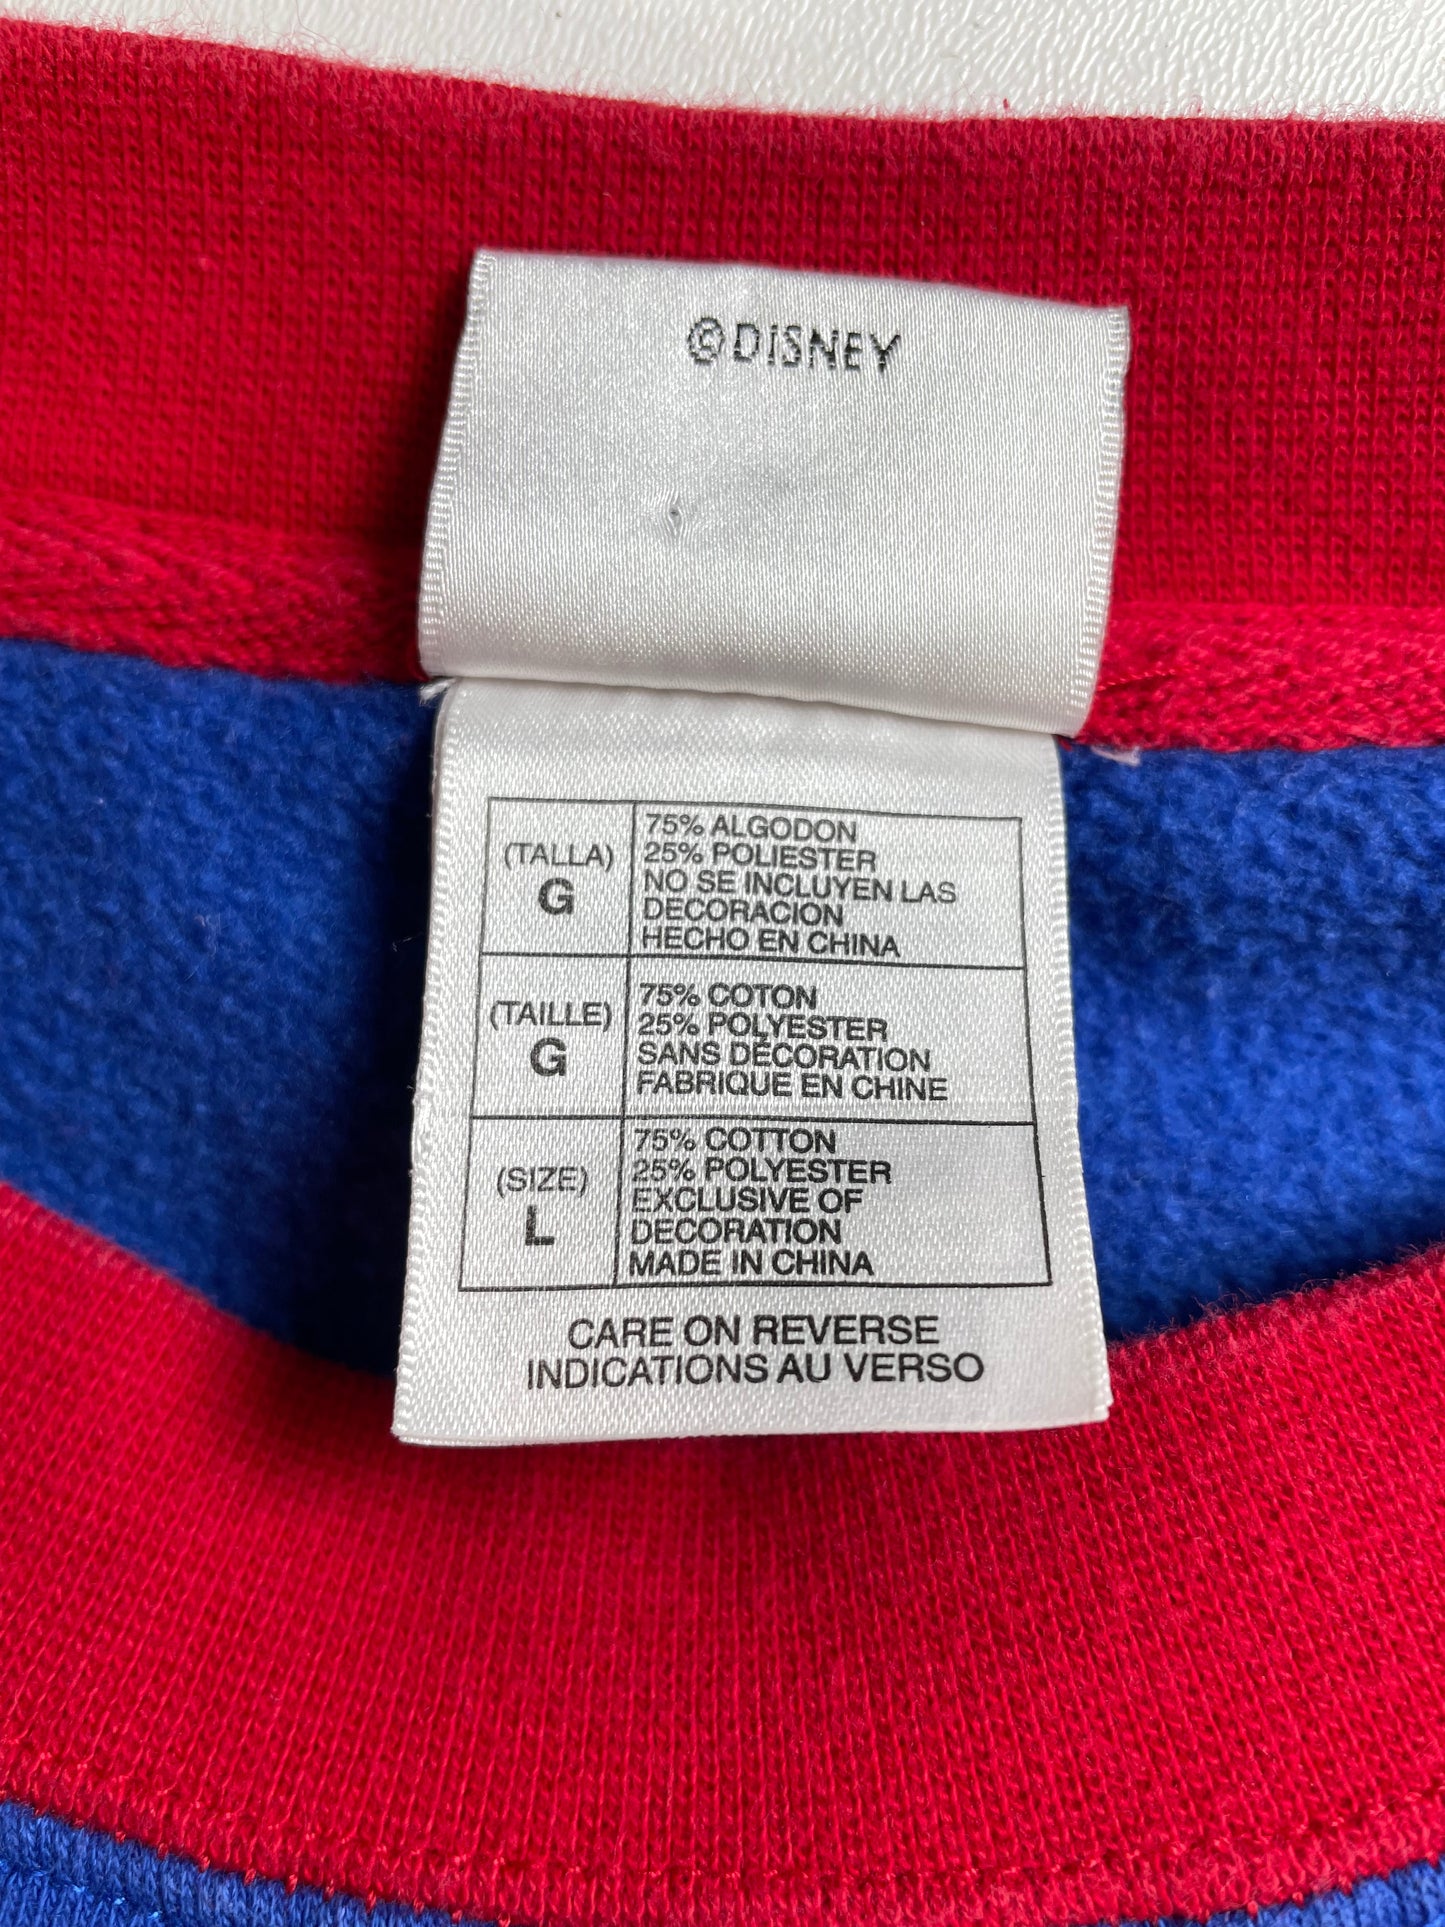 ©DISNEY
(TALLA)
G
75% ALGODON
25% POLIESTER
NO SE INCLUYEN LAS
DECORACION
HECHO EN CHINA
(TAILLE)
G
75% COTON
25% POLYESTER
SANS DÉCORATION
FABRIQUE EN CHINE
(SIZE)
L
75% COTTON
25% POLYESTER
EXCLUSIVE OF
DECORATION
MADE IN CHINA
CARE ON REVERSE
INDICATIONS AU VERSO